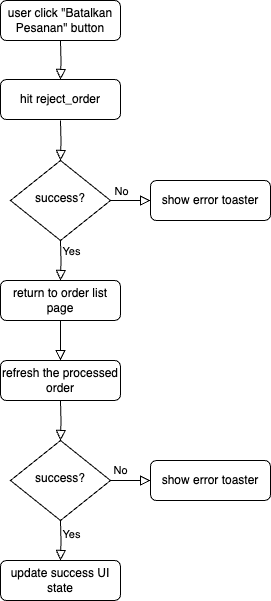 user click "Batalkan
Pesanan" button
hit reject_order
success?
No
show error toaster
Yes
return to order list
page
refresh the processed
order
success?
No
show error toaster
Yes
update success UI
state